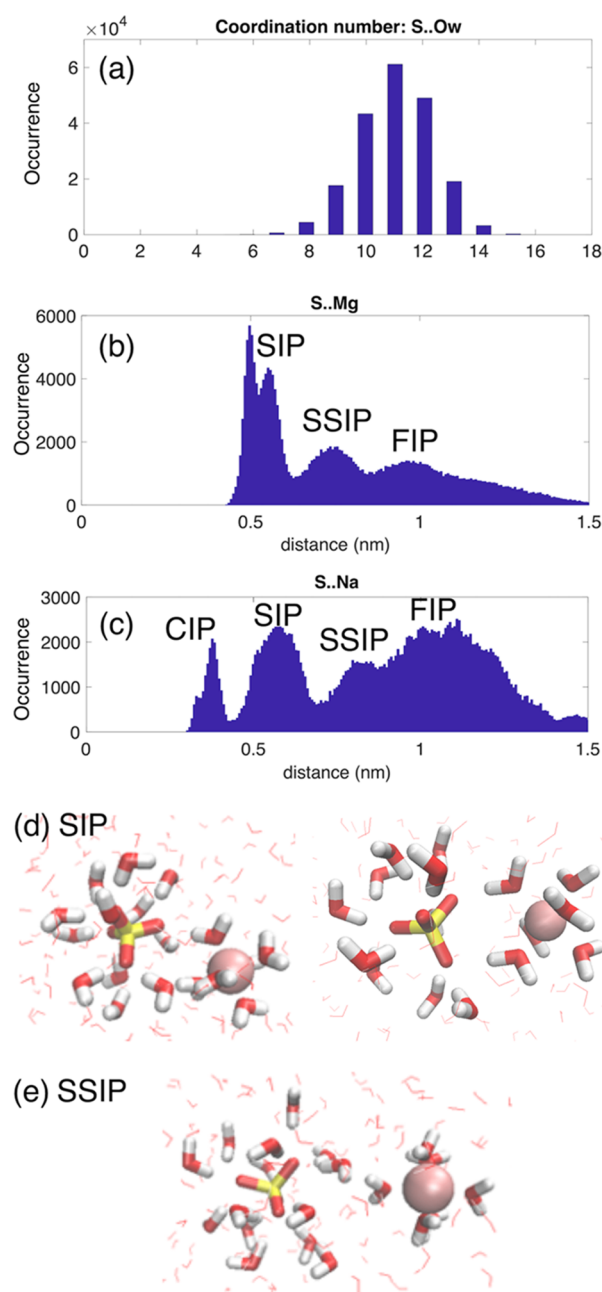 ×10⁴
Coordination number: S..Ow
(a)
Occurrence
6
4
2
0
0 2 4 6 8 10 12 14 16 18
S..Mg
(b)
Occurrence
6000
4000
2000
0
SIP
SSIP
FIP
0 0.5 1 1.5
distance (nm)
S..Na
(c)
Occurrence
3000
2000
1000
0
CIP
SIP
SSIP
FIP
0 0.5 1 1.5
distance (nm)
(d) SIP
(e) SSIP